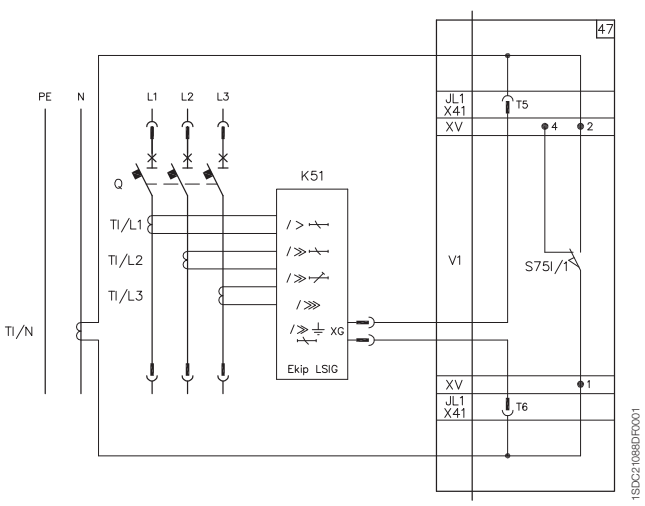 47
PE N L1 L2 L3
JL1
X41
T5
XV 4 2
K51
Q
TI/L1
TI/L2
TI/L3
TI/N
/ >
/ >>
/ >>
/ >>>
/ >> XG
Ekip LSIG
V1
S75I/1
XV 1
JL1
X41
T6
1SDC21088DF0001